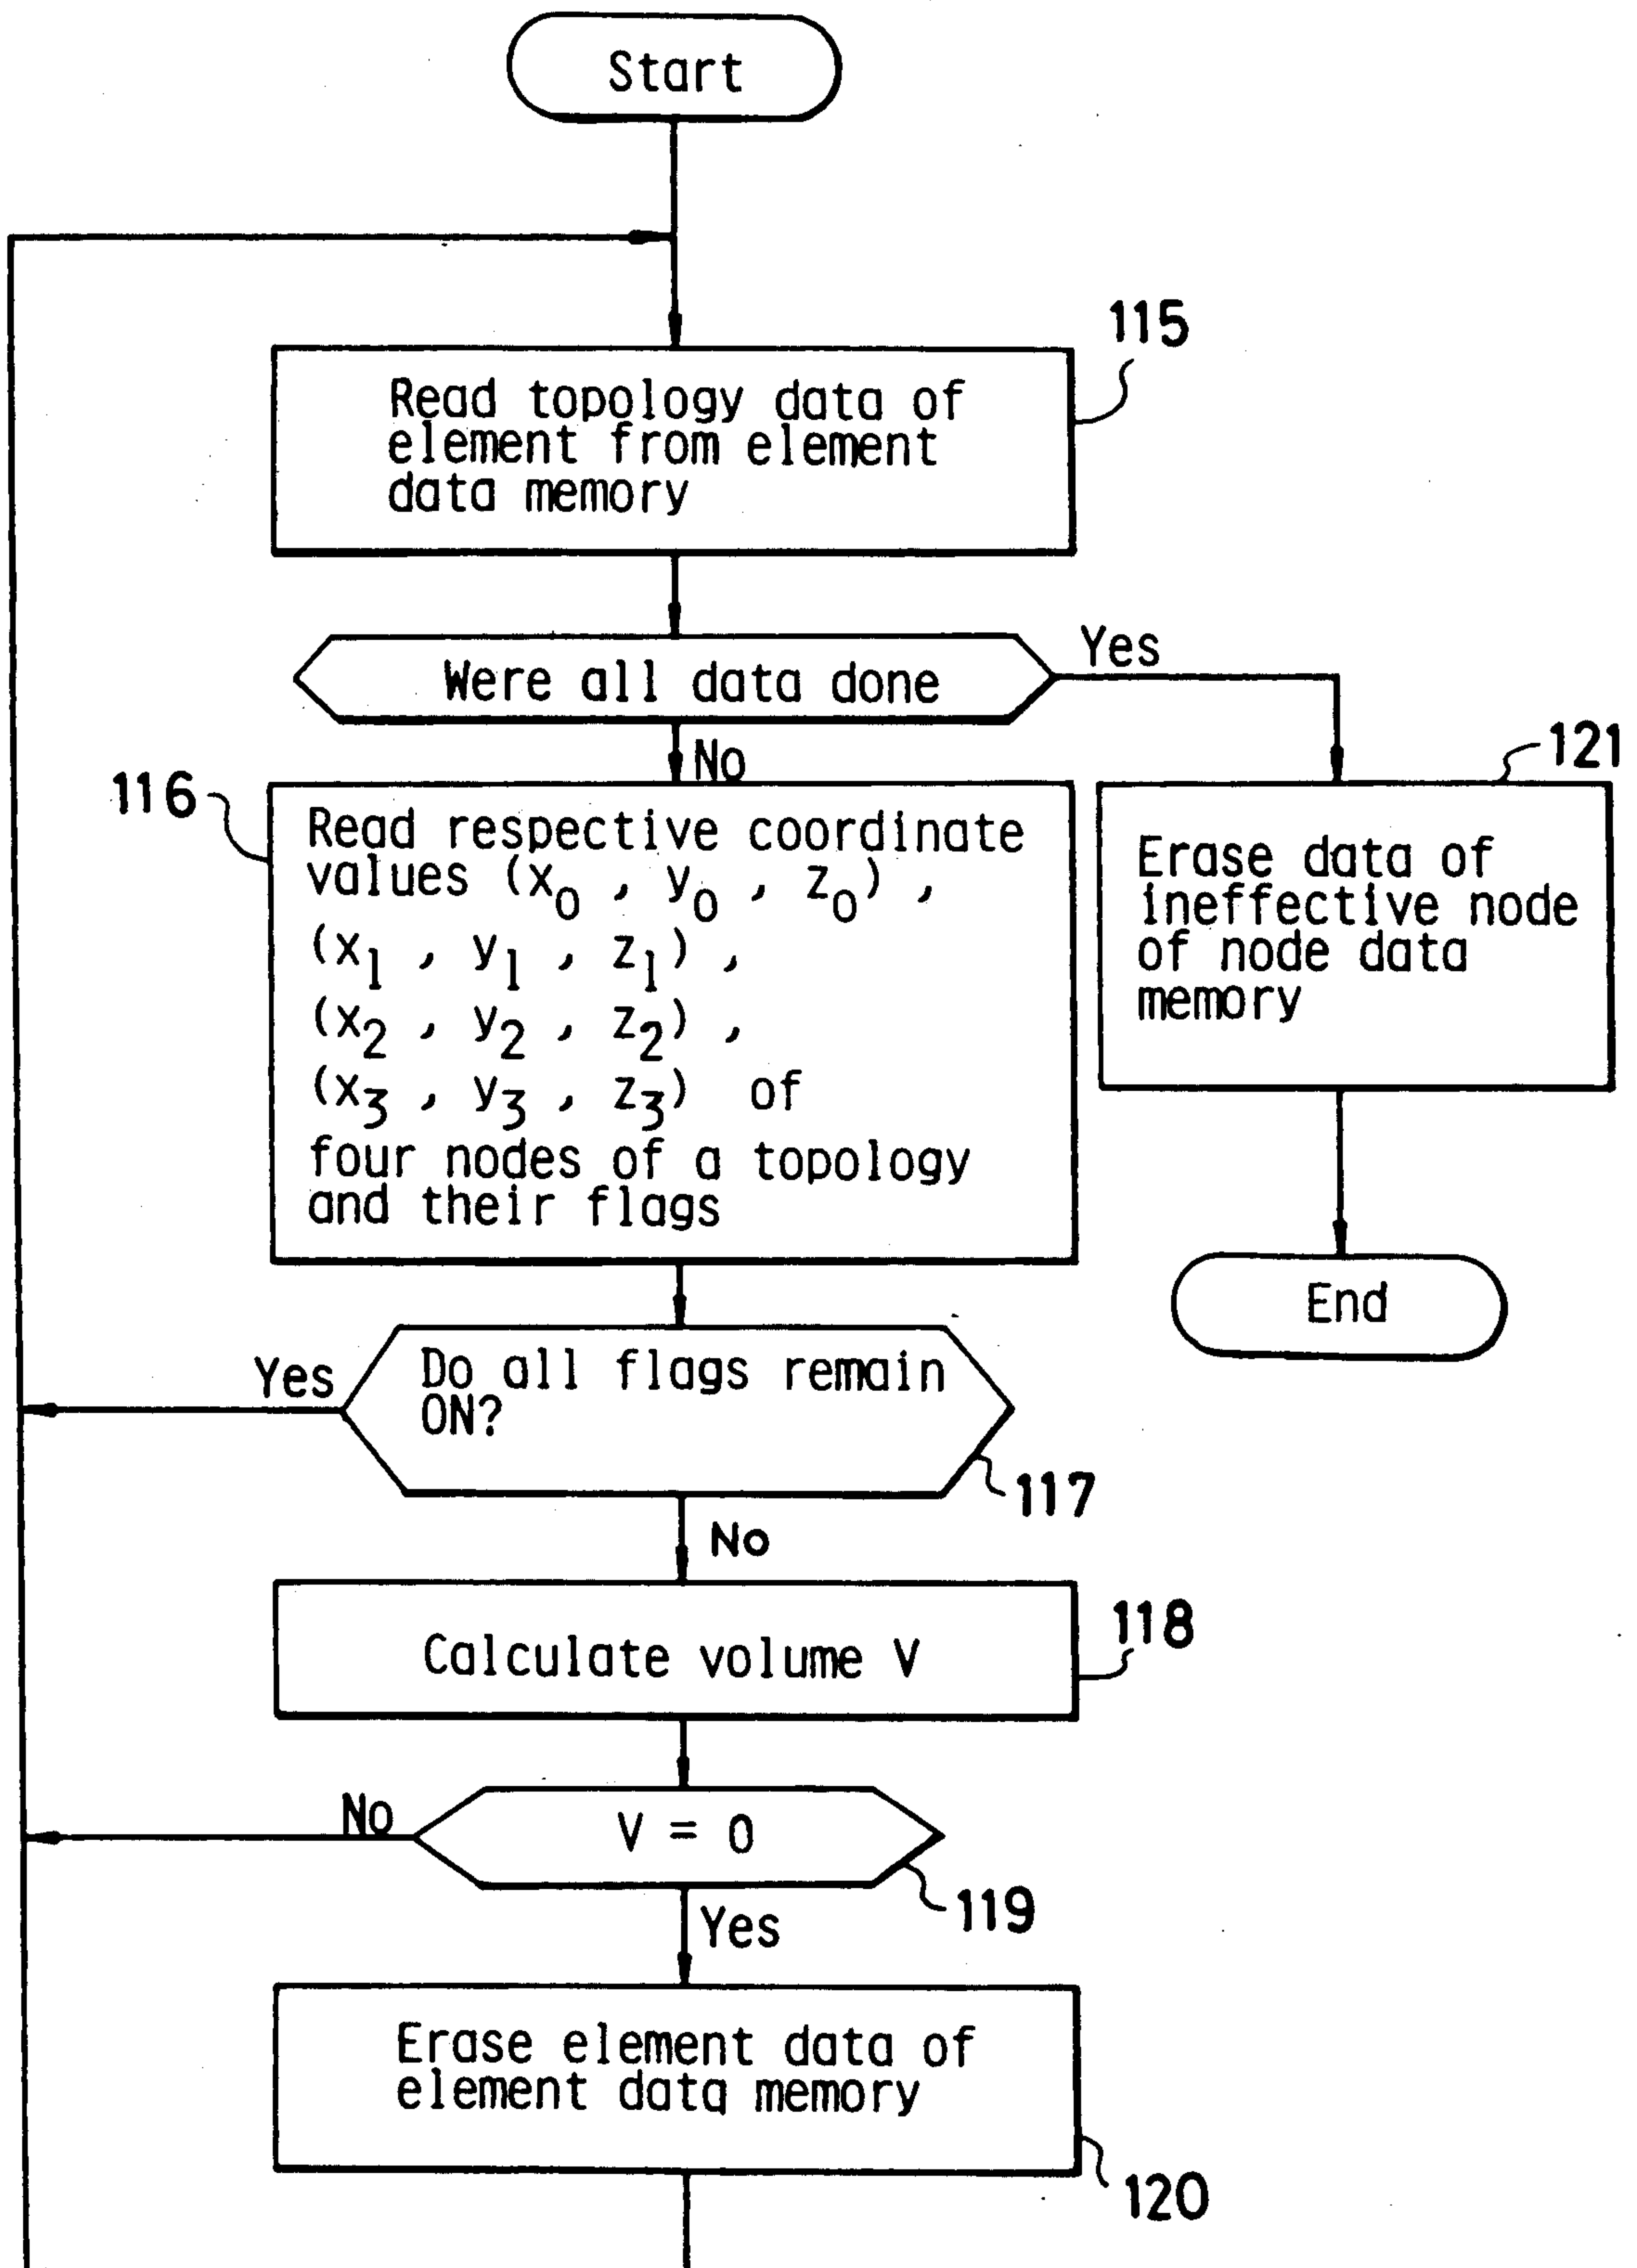 Start
115
Read topology data of
element from element
data memory
Were all data done
Yes
No
121
116
Read respective coordinate
values (x₀ , y₀ , z₀) ,
(x₁ , y₁ , z₁) ,
(x₂ , y₂ , z₂) ,
(x₃ , y₃ , z₃) of
four nodes of a topology
and their flags
Erase data of
ineffective node
of node data
memory
End
Yes
Do all flags remain
ON?
117
No
118
Calculate volume V
No
V = 0
119
Yes
Erase element data of
element data memory
120